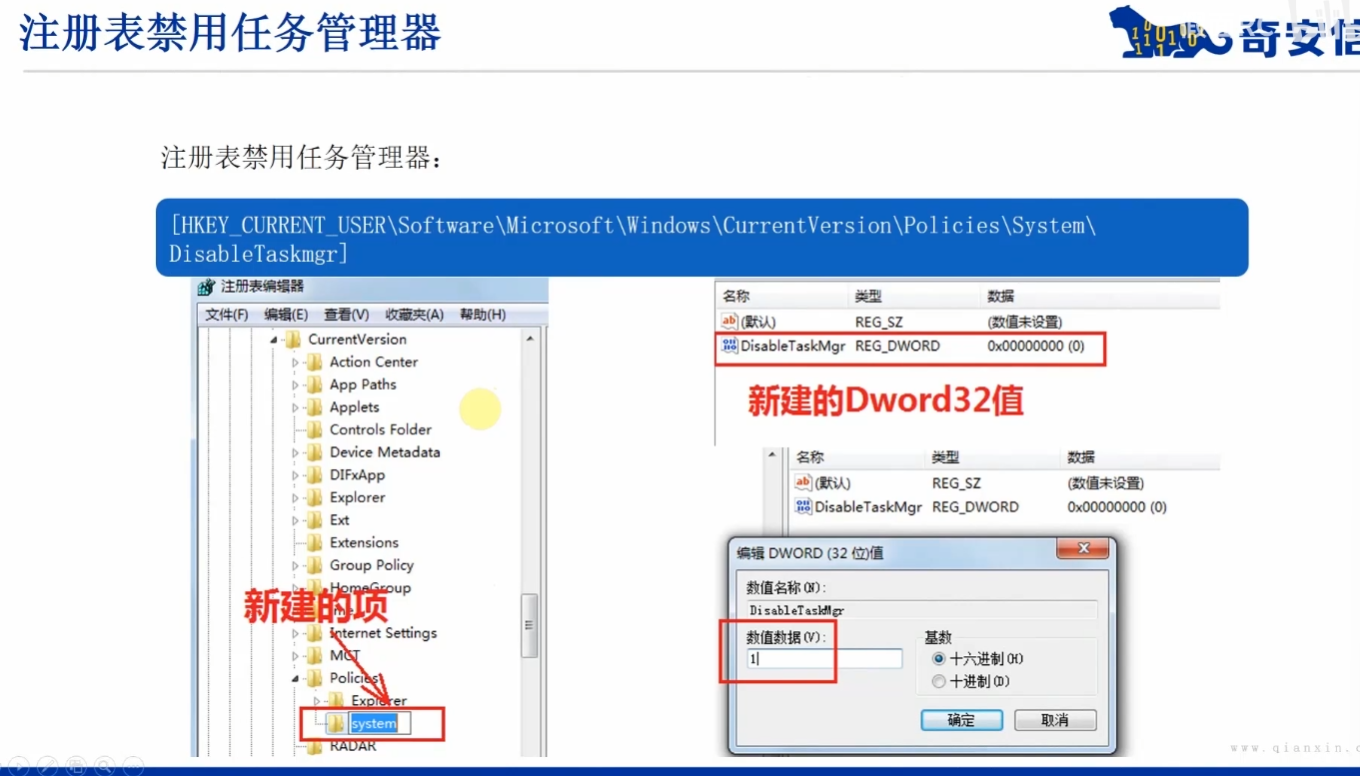 注册表禁用任务管理器
奇安信
注册表禁用任务管理器：
[HKEY_CURRENT_USER\Software\Microsoft\Windows\CurrentVersion\Policies\System\
DisableTaskmgr]
注册表编辑器
文件(F) 编辑(E) 查看(V) 收藏夹(A) 帮助(H)
CurrentVersion
Action Center
App Paths
Applets
Controls Folder
Device Metadata
DIFxApp
Explorer
Ext
Extensions
Group Policy
HomeGroup
新建的项
Internet Settings
MCT
Policies
Explorer
system
RADAR
名称 类型 数据
(默认) REG_SZ (数值未设置)
DisableTaskMgr REG_DWORD 0x00000000 (0)
新建的Dword32值
名称 类型 数据
(默认) REG_SZ (数值未设置)
DisableTaskMgr REG_DWORD 0x00000000 (0)
编辑 DWORD (32 位)值
数值名称(N):
DisableTaskMgr
数值数据(V):
1
基数
十六进制(H)
十进制(D)
确定 取消
www.qianxin.c